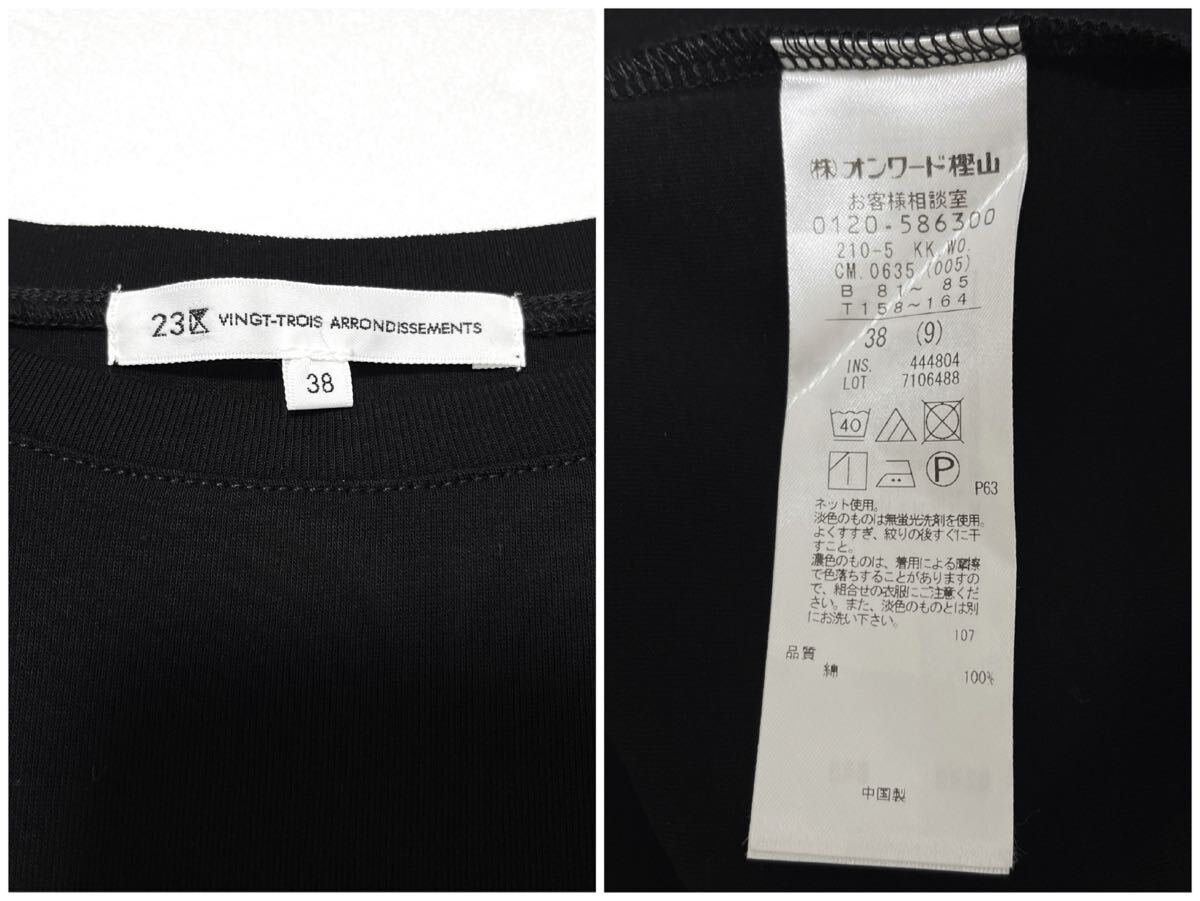 23区 VINGT-TROIS ARRONDISSEMENTS
38
(株)オンワード樫山
お客様相談室
0120-586300
210-5 KK WO.
CM.0635 (005)
B 81~ 85
T158~164
38 (9)
INS. 444804
LOT 7106488
40
P
P63
ネット使用。
淡色のものは無蛍光洗剤を使用。
よくすすぎ、絞りの後すぐに干
すこと。
濃色のものは、着用による摩擦
で色落ちすることがありますの
で、組合せの衣服にご注意くだ
さい。また、淡色のものとは別
にお洗い下さい。
107
品質
綿 100%
中国製